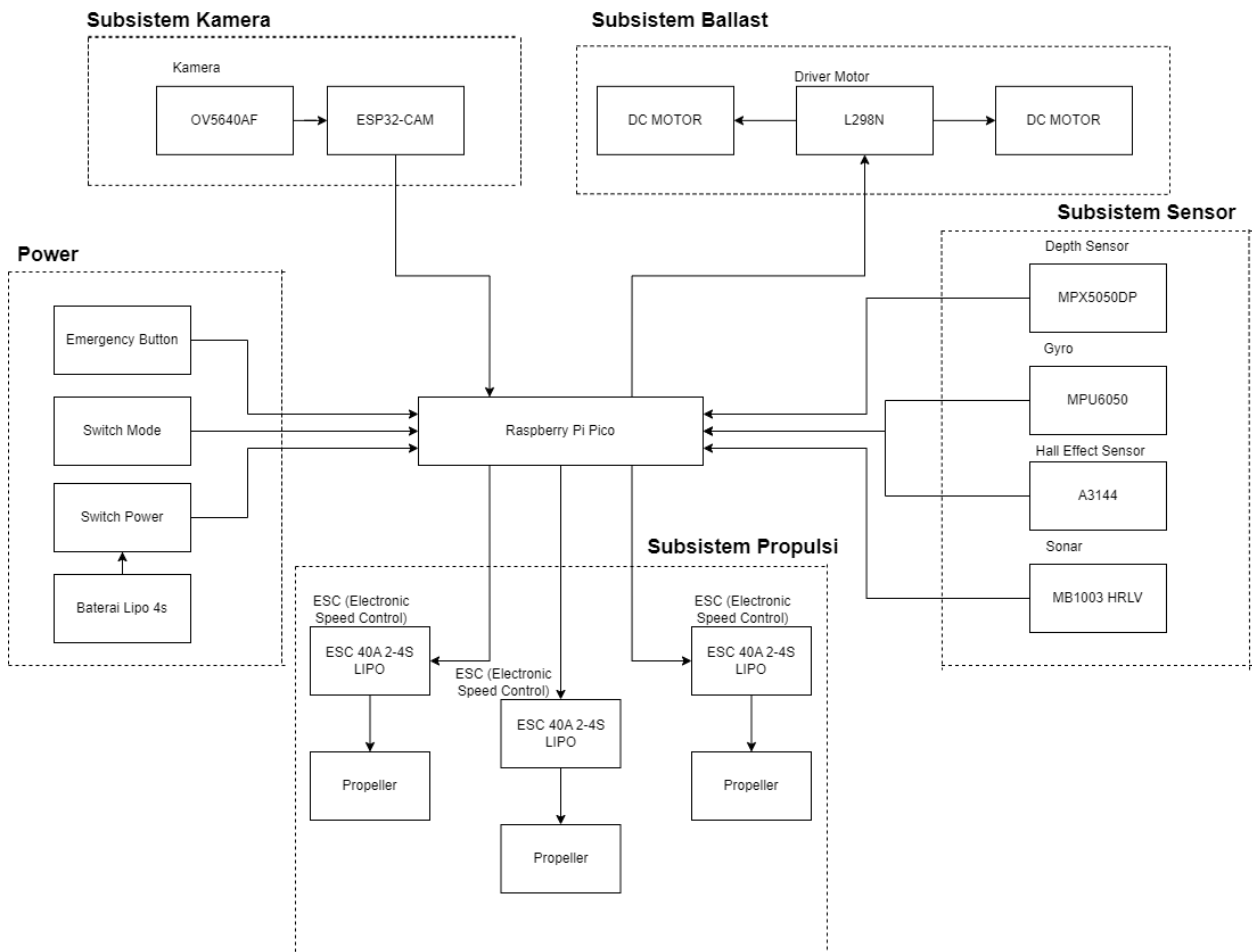 Subsistem Kamera
Kamera
OV5640AF
ESP32-CAM
Subsistem Ballast
Driver Motor
DC MOTOR
L298N
DC MOTOR
Power
Emergency Button
Switch Mode
Switch Power
Baterai Lipo 4s
Raspberry Pi Pico
Subsistem Sensor
Depth Sensor
MPX5050DP
Gyro
MPU6050
Hall Effect Sensor
A3144
Sonar
MB1003 HRLV
Subsistem Propulsi
ESC (Electronic
Speed Control)
ESC 40A 2-4S
LIPO
Propeller
ESC (Electronic
Speed Control)
ESC 40A 2-4S
LIPO
Propeller
ESC (Electronic
Speed Control)
ESC 40A 2-4S
LIPO
Propeller